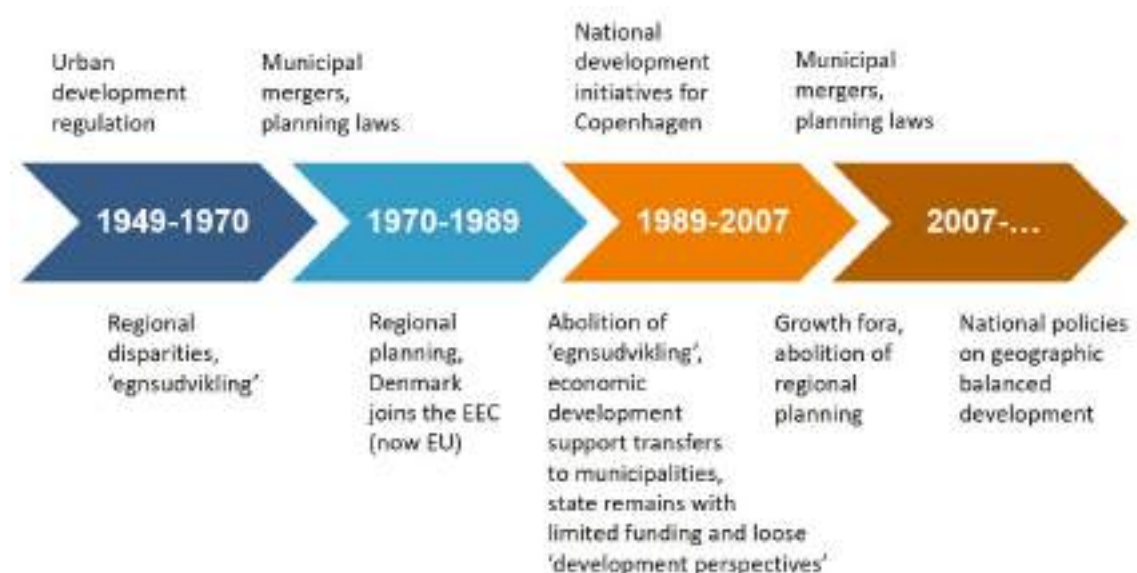 Urban
development
regulation
Municipal
mergers,
planning laws
National
development
initiatives for
Copenhagen
Municipal
mergers,
planning laws
1949-1970
1970-1989
1989-2007
2007-...
Regional
disparities,
‘egnsudvikling’
Regional
planning,
Denmark
joins the EEC
(now EU)
Abolition of
‘egnsudvikling’,
economic
development
support transfers
to municipalities,
state remains with
limited funding and loose
‘development perspectives’
Growth fora,
abolition of
regional
planning
National policies
on geographic
balanced
development